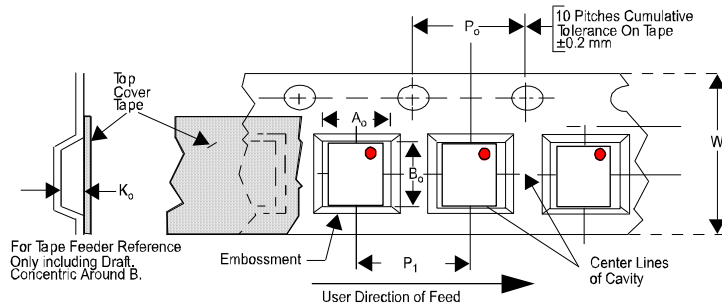 10 Pitches Cumulative
Tolerance On Tape
±0.2 mm
Po
Top
Cover
Tape
Ao
W
Bo
Ko
For Tape Feeder Reference
Only including Draft.
Concentric Around B.
Embossment
P1
Center Lines
of Cavity
User Direction of Feed